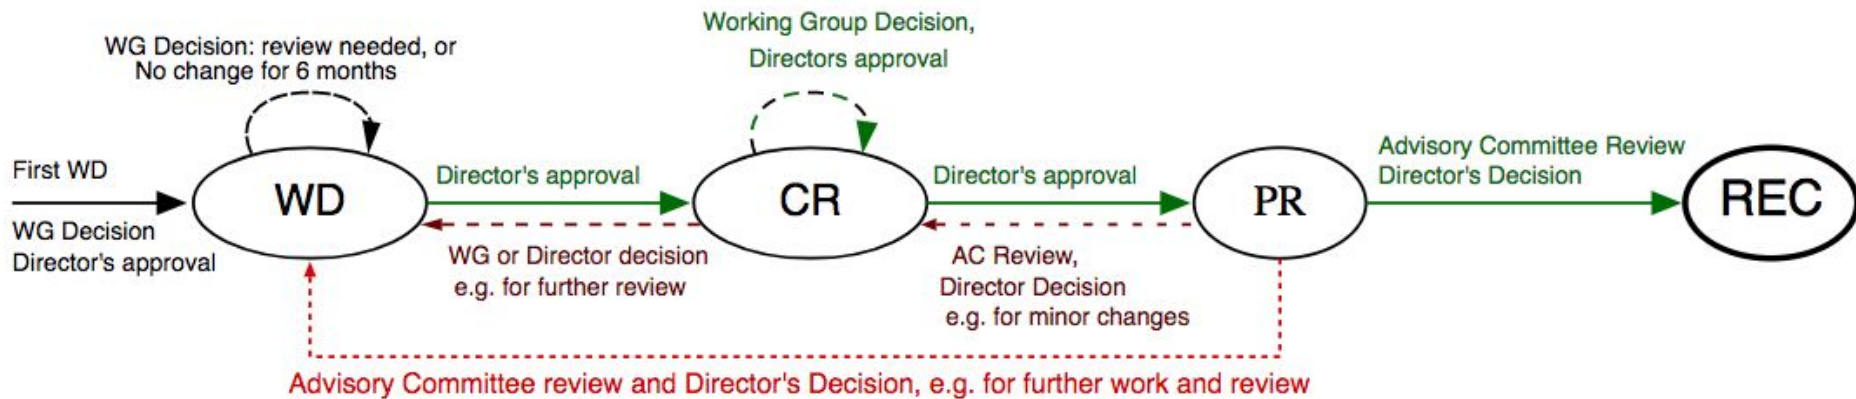 WG Decision: review needed, or
No change for 6 months
Working Group Decision,
Directors approval
First WD
WG Decision
Director's approval
WD
Director's approval
WG or Director decision
e.g. for further review
CR
Director's approval
AC Review,
Director Decision
e.g. for minor changes
PR
Advisory Committee Review
Director's Decision
REC
Advisory Committee review and Director's Decision, e.g. for further work and review